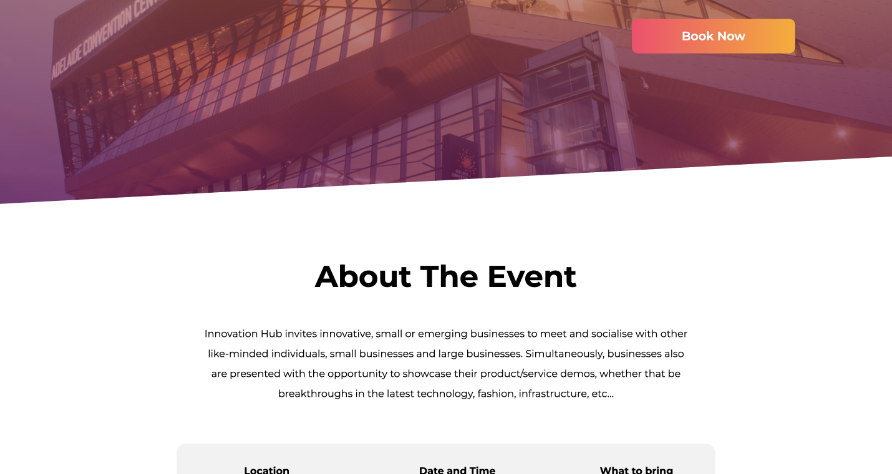 ADELAIDE CONVENTION CEN
Book Now
About The Event
Innovation Hub invites innovative, small or emerging businesses to meet and socialise with other
like-minded individuals, small businesses and large businesses. Simultaneously, businesses also
are presented with the opportunity to showcase their product/service demos, whether that be
breakthroughs in the latest technology, fashion, infrastructure, etc...
Location Date and Time What to bring